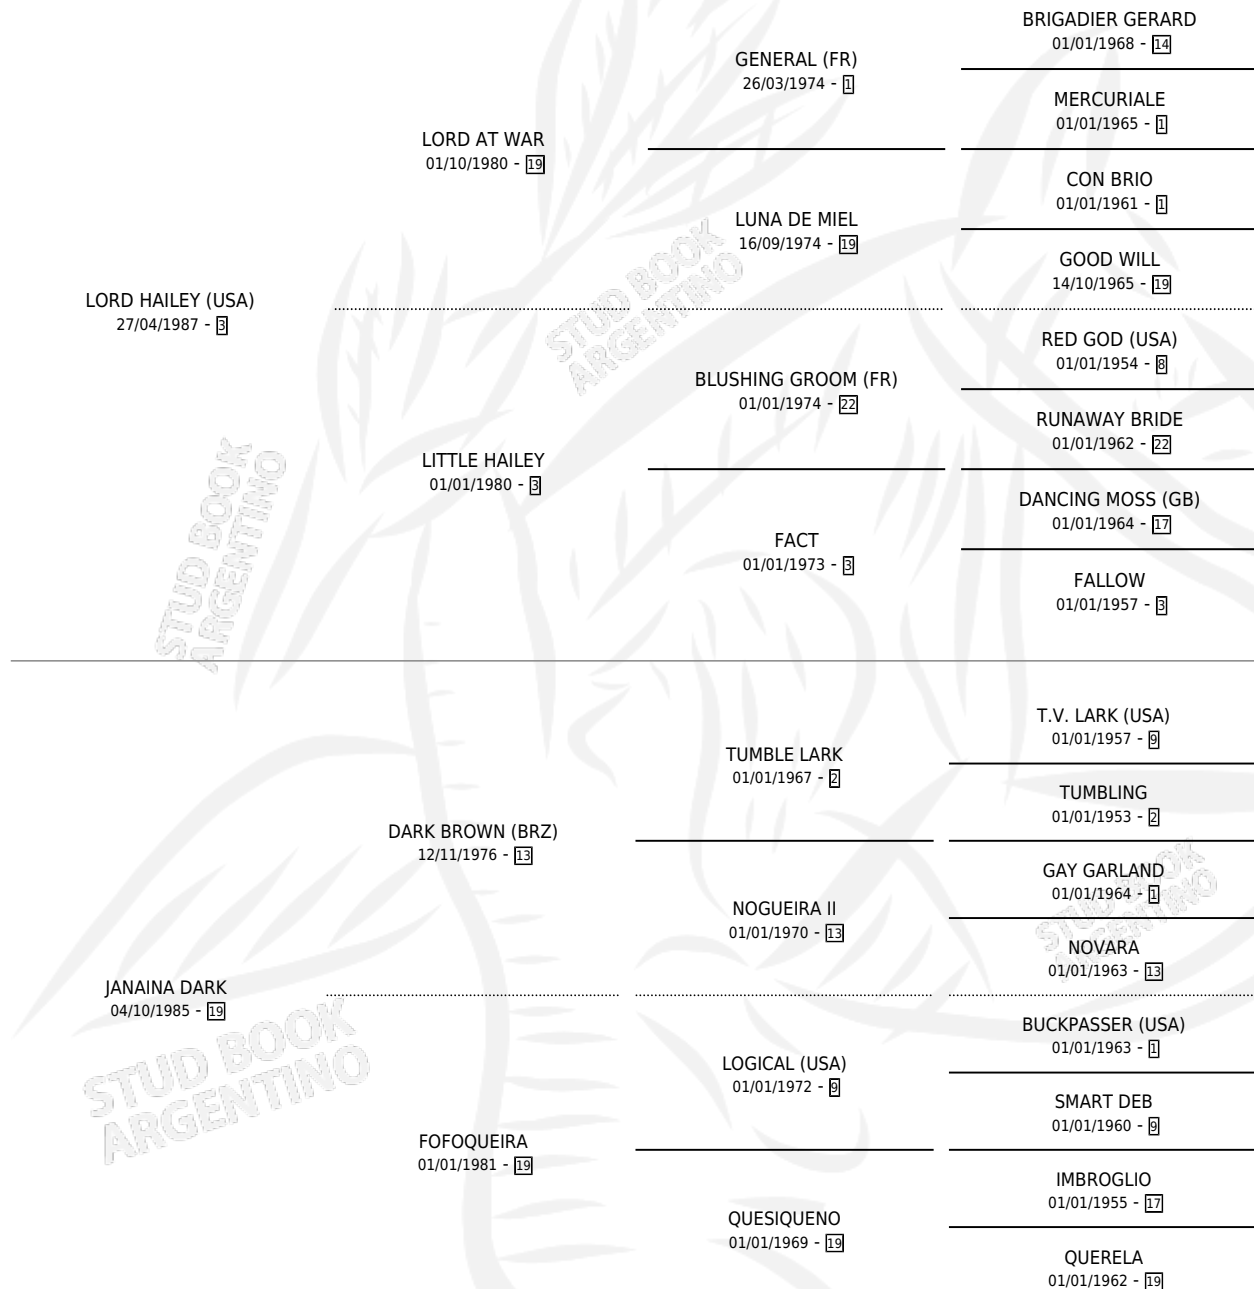 BRIGADIER GERARD
01/01/1968 - 14
GENERAL (FR)
26/03/1974 - 1
MERCURIALE
01/01/1965 - 1
LORD AT WAR
01/10/1980 - 19
CON BRIO
01/01/1961 - 1
LUNA DE MIEL
16/09/1974 - 19
GOOD WILL
14/10/1965 - 19
LORD HAILEY (USA)
27/04/1987 - 3
RED GOD (USA)
01/01/1954 - 8
BLUSHING GROOM (FR)
01/01/1974 - 22
RUNAWAY BRIDE
01/01/1962 - 22
LITTLE HAILEY
01/01/1980 - 3
DANCING MOSS (GB)
01/01/1964 - 17
FACT
01/01/1973 - 3
FALLOW
01/01/1957 - 3
STUD BOOK
ARGENTINO
STUD BOOK
ARGENTINO
T.V. LARK (USA)
01/01/1957 - 9
TUMBLE LARK
01/01/1967 - 2
TUMBLING
01/01/1953 - 2
DARK BROWN (BRZ)
12/11/1976 - 13
GAY GARLAND
01/01/1964 - 1
NOGUEIRA II
01/01/1970 - 13
NOVARA
01/01/1963 - 13
JANAINA DARK
04/10/1985 - 19
BUCKPASSER (USA)
01/01/1963 - 1
LOGICAL (USA)
01/01/1972 - 9
SMART DEB
01/01/1960 - 9
FOFOQUEIRA
01/01/1981 - 19
IMBROGLIO
01/01/1955 - 17
QUESIQUENO
01/01/1969 - 19
QUERELA
01/01/1962 - 19
STUD BOOK
ARGENTINO
STUD BOOK
ARGENTINO